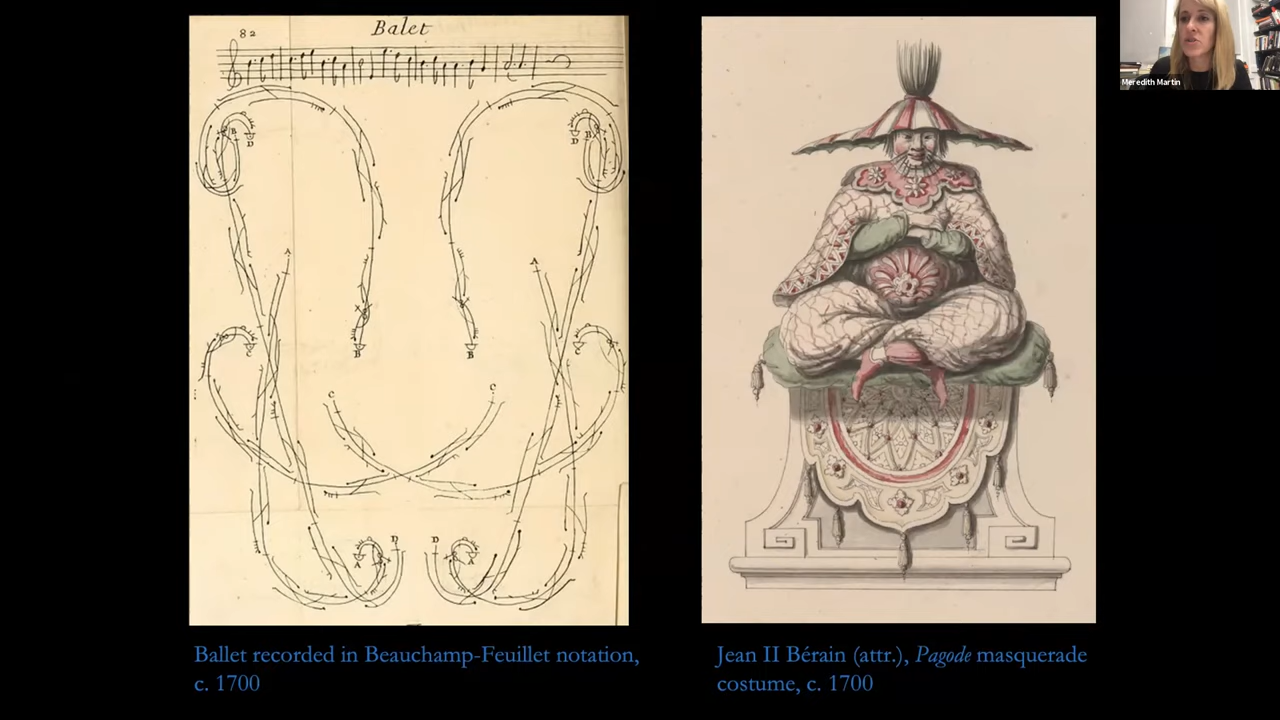 82
Balet
B
D
B
D
A
A
B
B
C
C
C
C
D
D
A
A
Meredith Martin
Ballet recorded in Beauchamp-Feuillet notation,
c. 1700
Jean II Bérain (attr.), Pagode masquerade
costume, c. 1700